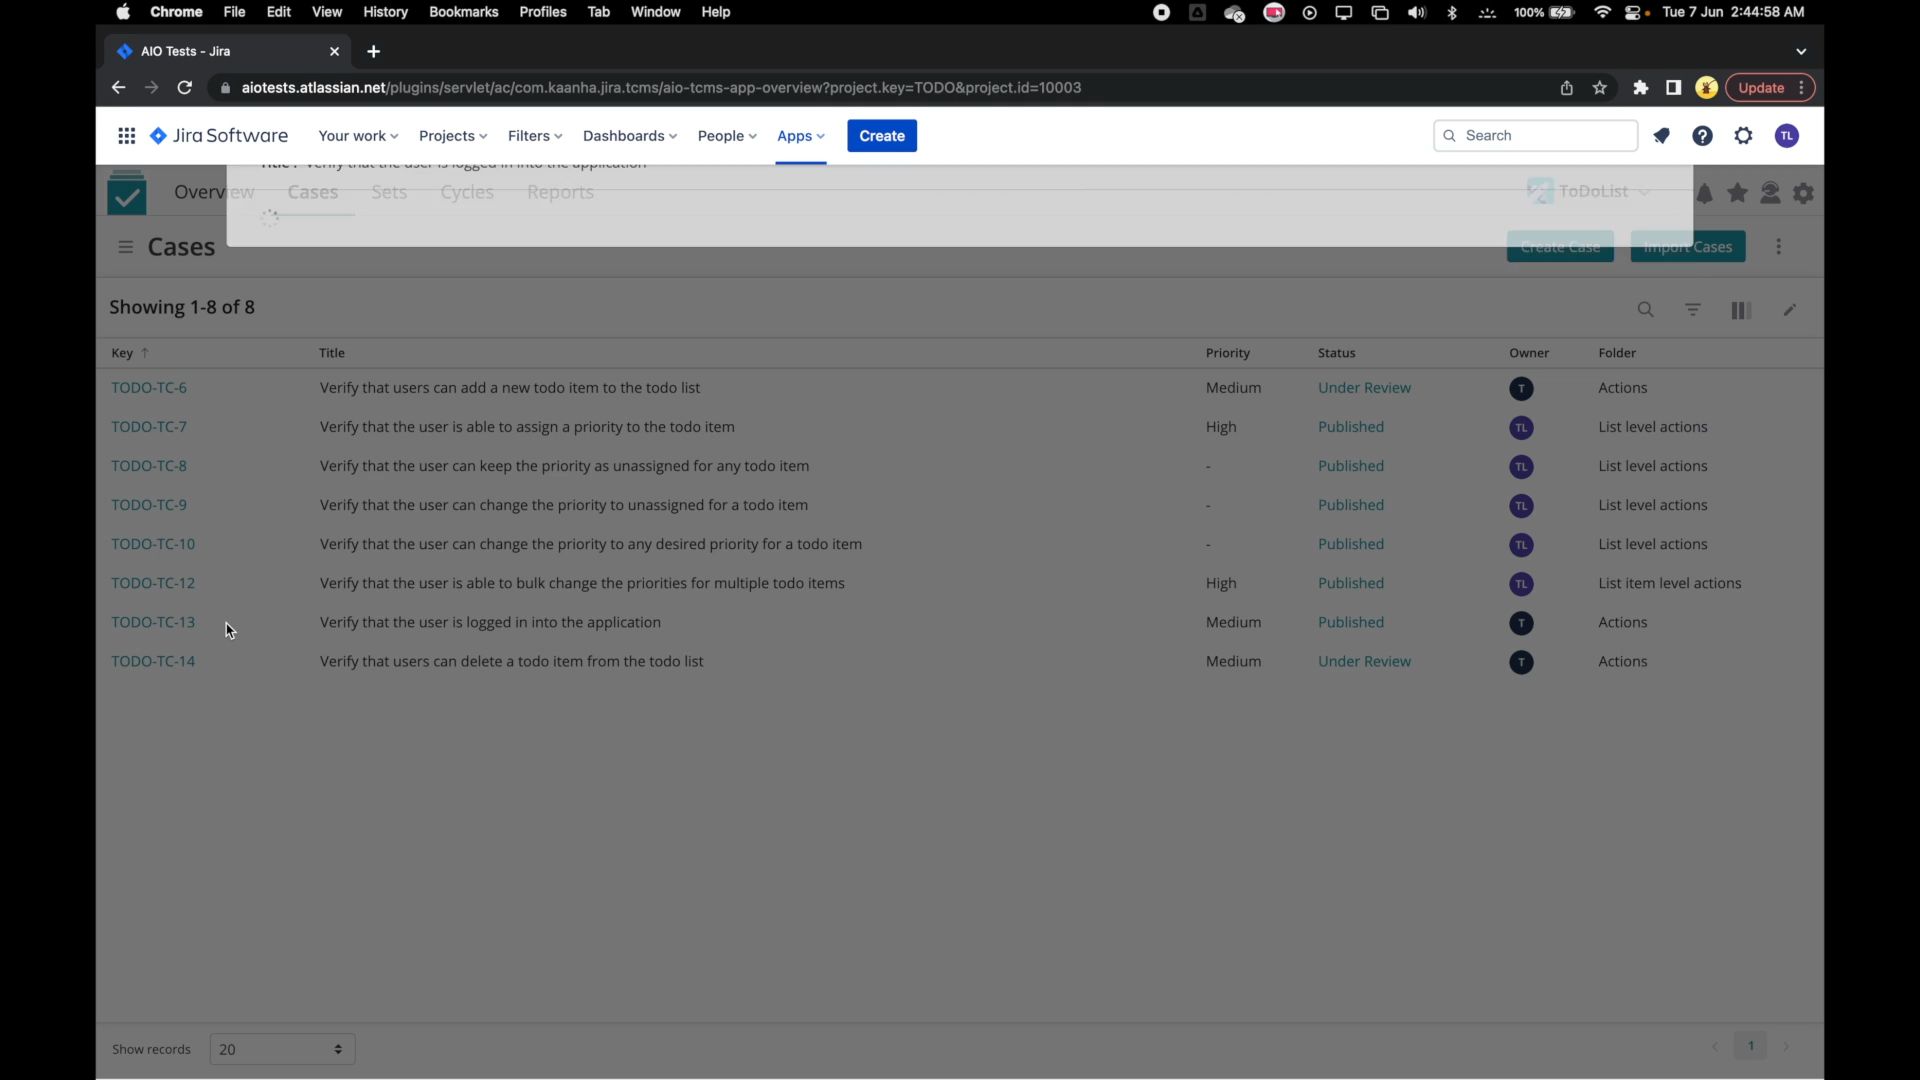 Chrome File Edit View History Bookmarks Profiles Tab Window Help 100% Tue 7 Jun 2:44:58 AM
AIO Tests - Jira
aiotests.atlassian.net/plugins/servlet/ac/com.kaanha.jira.tcms/aio-tcms-app-overview?project.key=TODO&project.id=10003 Update
Jira Software Your work Projects Filters Dashboards People Apps Create Search TL
Title : Verify that the user is logged in into the application
Overview Cases Sets Cycles Reports ToDoList
Cases Create Case Import Cases
Showing 1-8 of 8
Key Title Priority Status Owner Folder
TODO-TC-6 Verify that users can add a new todo item to the todo list Medium Under Review T Actions
TODO-TC-7 Verify that the user is able to assign a priority to the todo item High Published TL List level actions
TODO-TC-8 Verify that the user can keep the priority as unassigned for any todo item - Published TL List level actions
TODO-TC-9 Verify that the user can change the priority to unassigned for a todo item - Published TL List level actions
TODO-TC-10 Verify that the user can change the priority to any desired priority for a todo item - Published TL List level actions
TODO-TC-12 Verify that the user is able to bulk change the priorities for multiple todo items High Published TL List item level actions
TODO-TC-13 Verify that the user is logged in into the application Medium Published T Actions
TODO-TC-14 Verify that users can delete a todo item from the todo list Medium Under Review T Actions
Show records 20 1